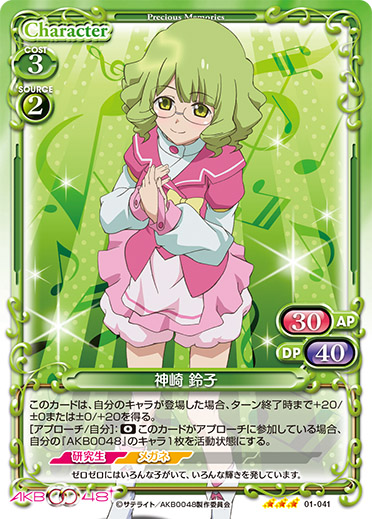 Precious Memories
Character
COST
3
SOURCE
2
30 AP
DP 40
神崎 鈴子
このカードは、自分のキャラが登場した場合、ターン終了時まで+20/
±0または±0/+20を得る。
[アプローチ/自分]:このカードがアプローチに参加している場合、
自分の『AKB0048』のキャラ1枚を活動状態にする。
研究生 メガネ
ゼロゼロにはいろんな子がいて、いろんな輝きを発しています。
AKB0048
©サテライト/AKB0048製作委員会
01-041